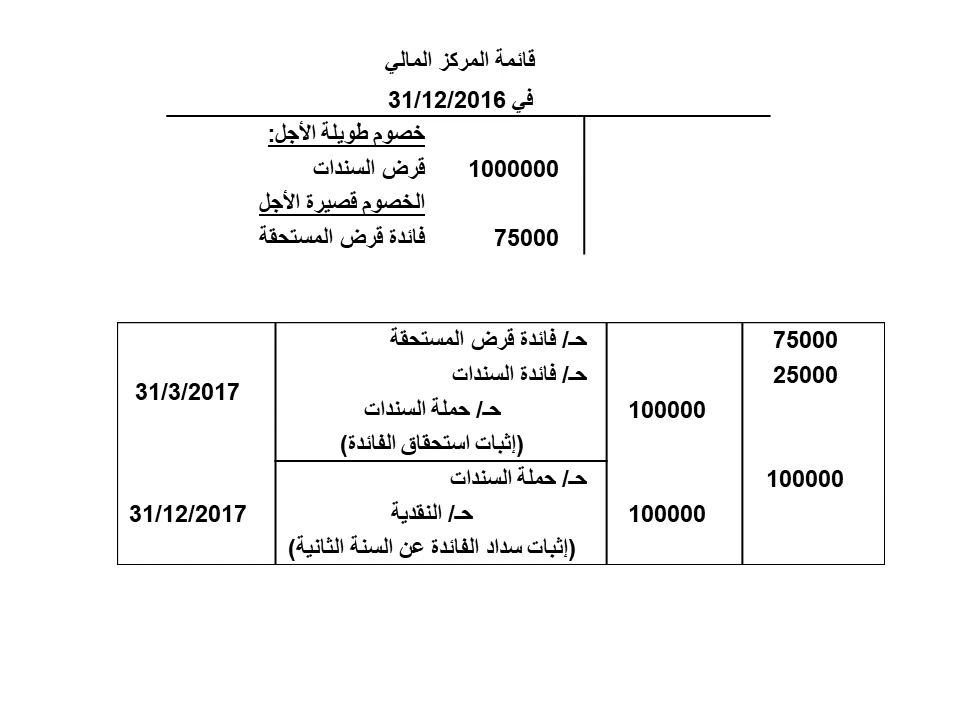 قائمة المركز المالي
في 31/12/2016
خصوم طويلة الأجل:
1000000 قرض السندات
الخصوم قصيرة الأجل
75000 فائدة قرض المستحقة
75000 حـ/ فائدة قرض المستحقة
25000 حـ/ فائدة السندات
31/3/2017
100000 حـ/ حملة السندات
(إثبات استحقاق الفائدة)
100000 حـ/ حملة السندات
100000 حـ/ النقدية 31/12/2017
(إثبات سداد الفائدة عن السنة الثانية)